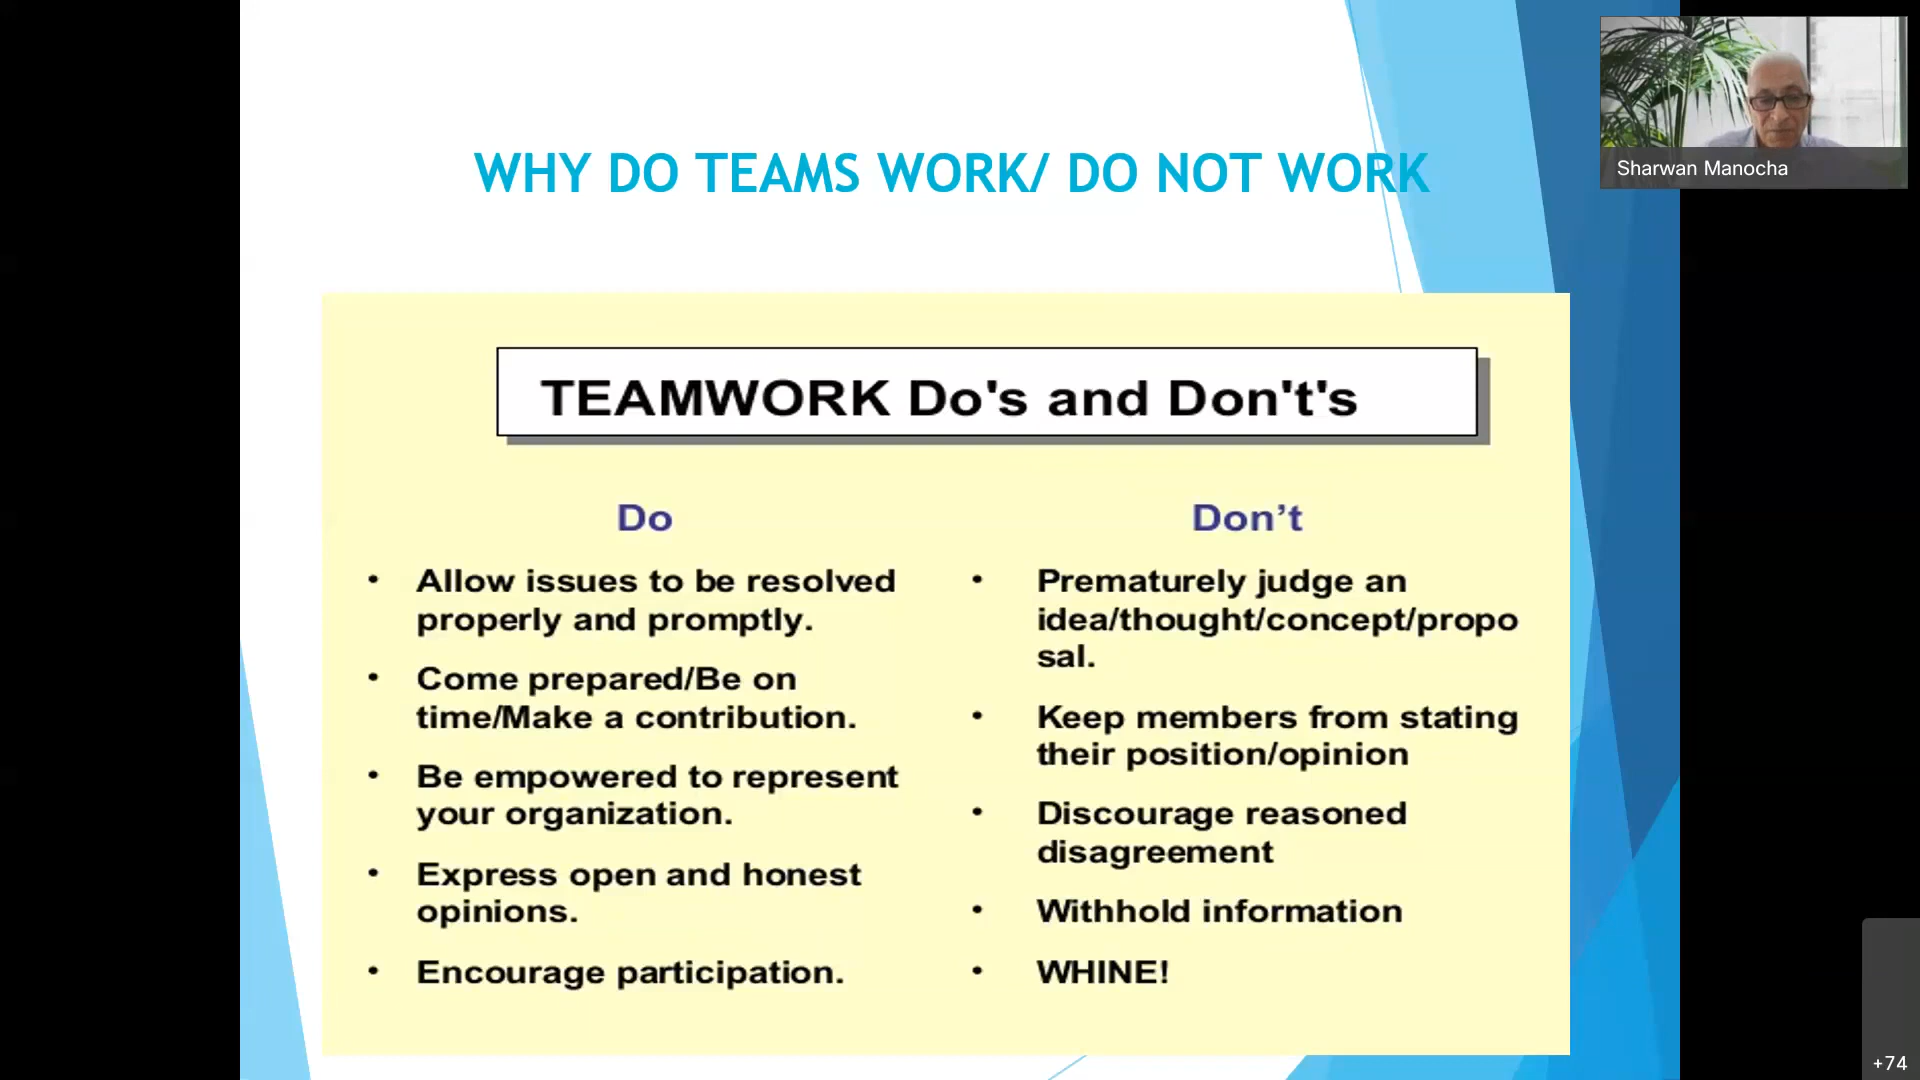 WHY DO TEAMS WORK/ DO NOT WORK
Sharwan Manocha
TEAMWORK Do's and Don't's
Do
• Allow issues to be resolved
properly and promptly.
• Come prepared/Be on
time/Make a contribution.
• Be empowered to represent
your organization.
• Express open and honest
opinions.
• Encourage participation.
Don’t
• Prematurely judge an
idea/thought/concept/propo
sal.
• Keep members from stating
their position/opinion
• Discourage reasoned
disagreement
• Withhold information
• WHINE!
+74